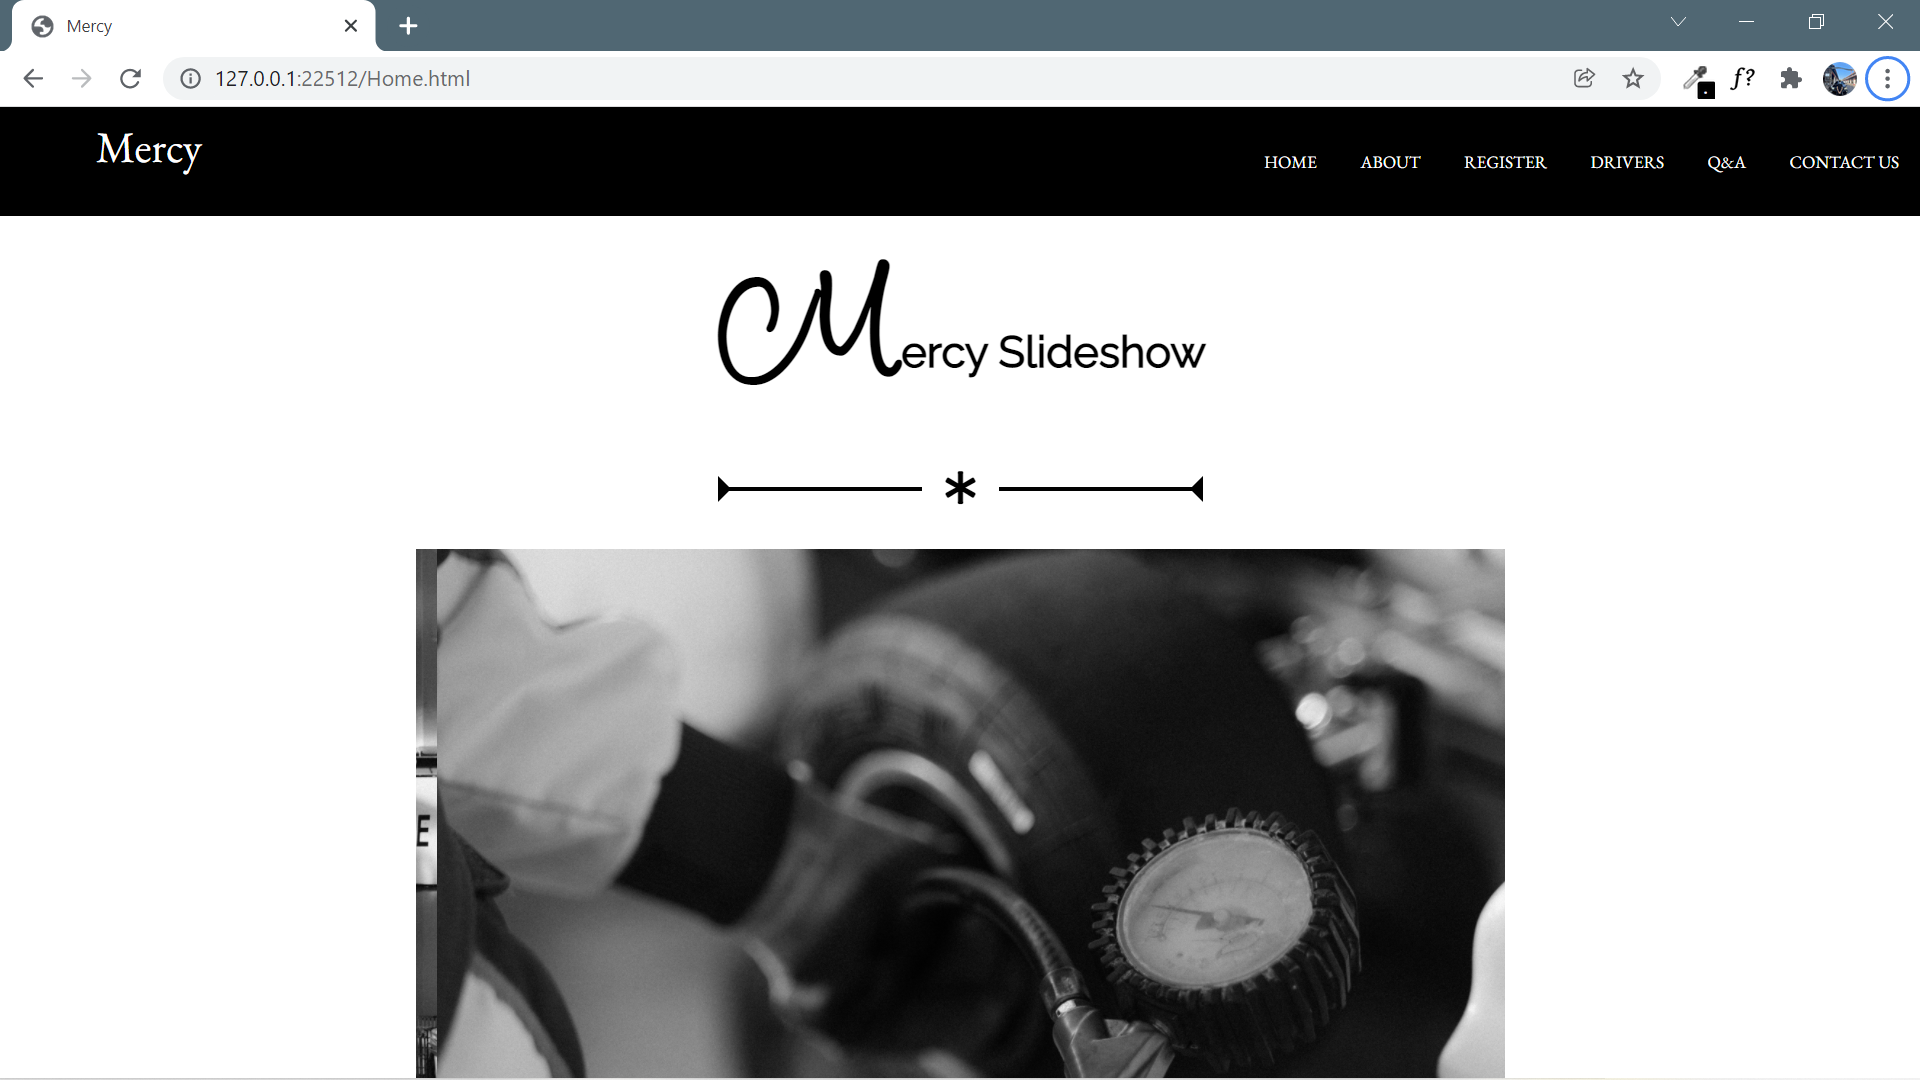 Mercy
127.0.0.1:22512/Home.html
f?
Mercy
HOME ABOUT REGISTER DRIVERS Q&A CONTACT US
Mercy Slideshow
E